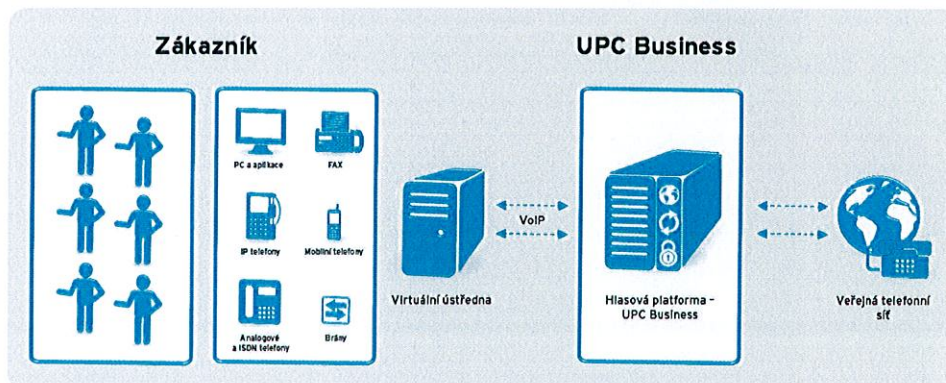 Zákazník
UPC Business
PC a aplikace
FAX
IP telefony
Mobilní telefony
Analogové
a ISDN telefony
Brány
Virtuální ústředna
VoIP
Hlasová platforma –
UPC Business
Veřejná telefonní
síť